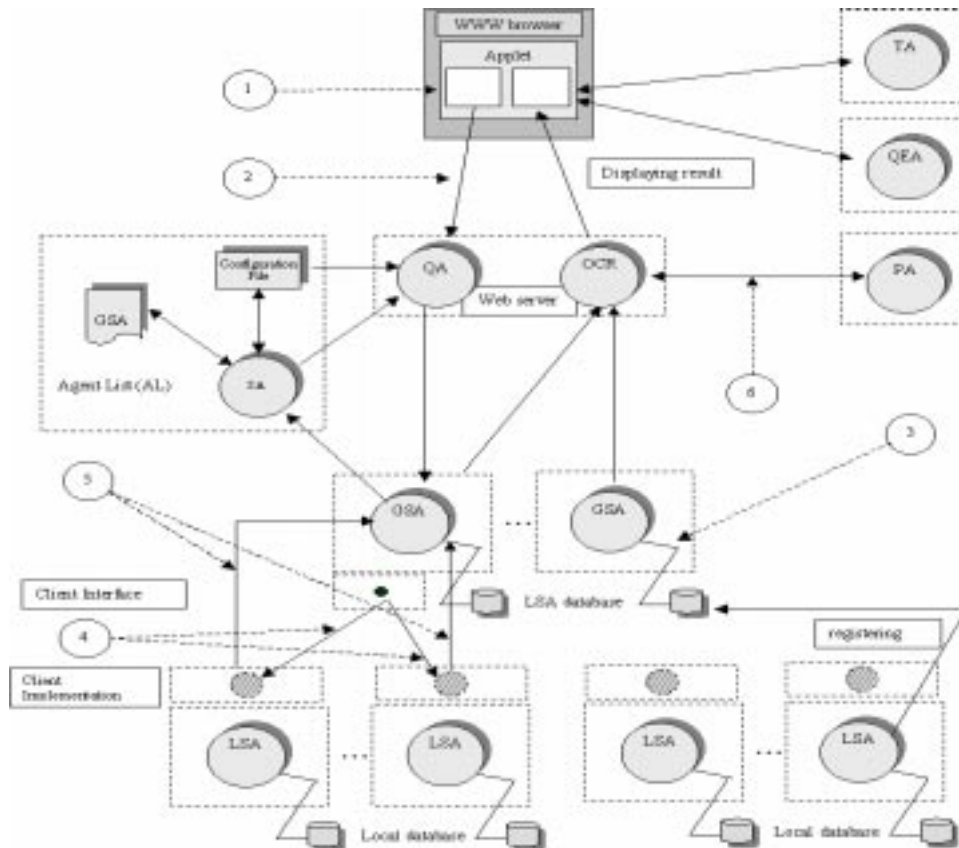 WWW browser
Applet
TA
1
QEA
2
Displaying result
Configuration
File
QA
OCR
PA
GSA
Web server
Agent List(AL)
6
3
5
GSA
...
GSA
Client Interface
LSA database
4
registering
Client
Implementation
LSA
...
LSA
LSA
...
LSA
Local database
Local database